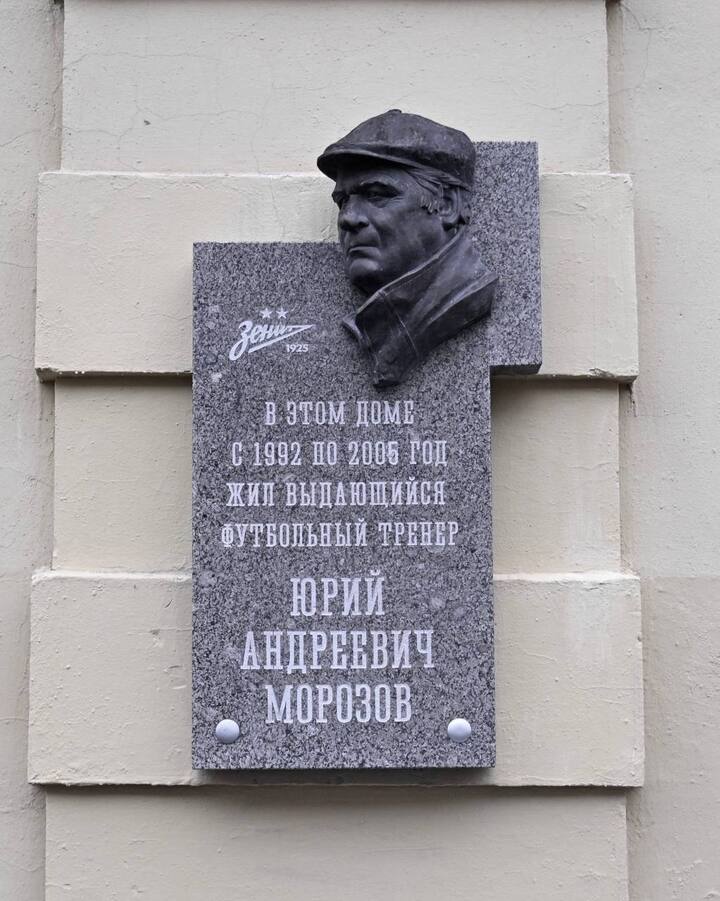 Зенит
1925
В ЭТОМ ДОМЕ
С 1992 ПО 2005 ГОД
ЖИЛ ВЫДАЮЩИЙСЯ
ФУТБОЛЬНЫЙ ТРЕНЕР
ЮРИЙ
АНДРЕЕВИЧ
МОРОЗОВ